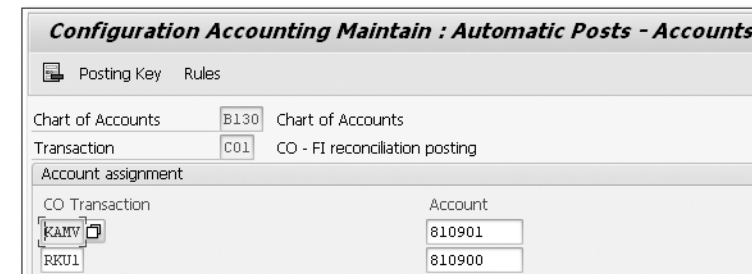 Configuration Accounting Maintain : Automatic Posts - Accounts
Posting Key Rules
Chart of Accounts B130 Chart of Accounts
Transaction CO1 CO - FI reconciliation posting
Account assignment
CO Transaction Account
KAMV 810901
RKU1 810900